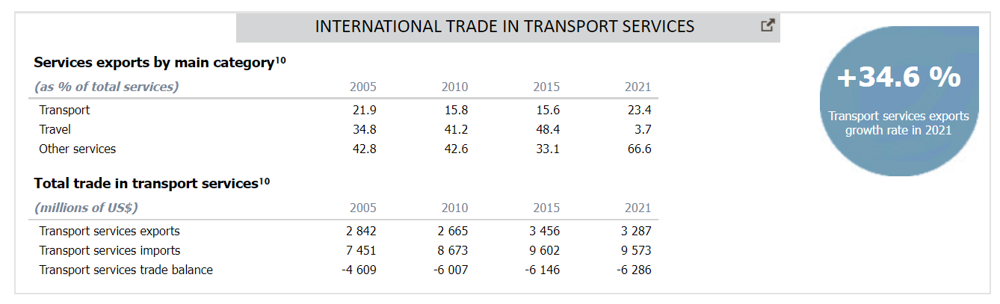 INTERNATIONAL TRADE IN TRANSPORT SERVICES
Services exports by main category¹⁰
(as % of total services) 2005 2010 2015 2021
Transport 21.9 15.8 15.6 23.4
Travel 34.8 41.2 48.4 3.7
Other services 42.8 42.6 33.1 66.6
Total trade in transport services¹⁰
(millions of US$) 2005 2010 2015 2021
Transport services exports 2 842 2 665 3 456 3 287
Transport services imports 7 451 8 673 9 602 9 573
Transport services trade balance -4 609 -6 007 -6 146 -6 286
+34.6 %
Transport services exports
growth rate in 2021